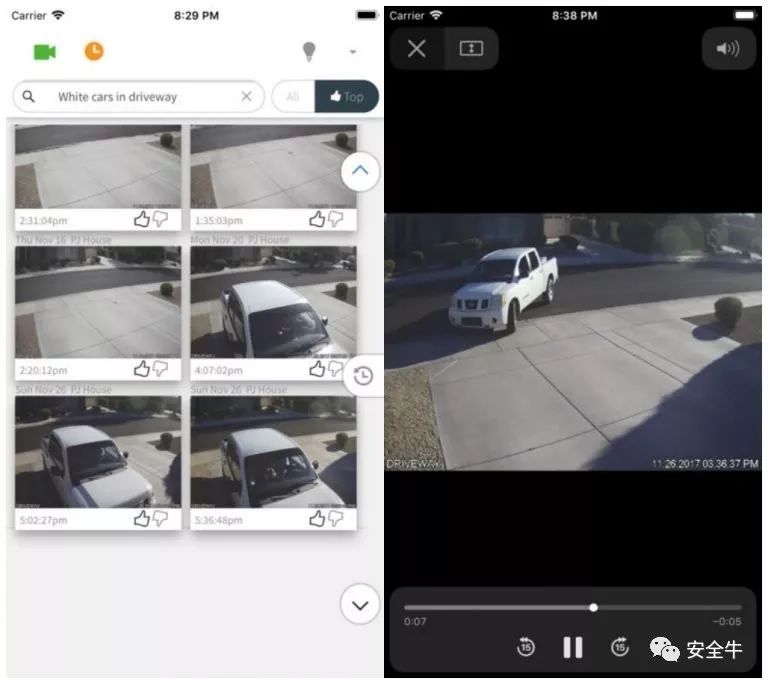 Carrier
8:29 PM
White cars in driveway
All
Top
2:31:04pm
1:35:03pm
Thu Nov 16 PJ House
Mon Nov 20 PJ House
2:20:12pm
4:07:02pm
Sun Nov 26 PJ House
Sun Nov 26 PJ House
5:02:27pm
5:36:48pm
Carrier
8:38 PM
DRIVEWAY
11.26.2017 03:36:37 PM
0:07
−0:05
15
15
安全牛